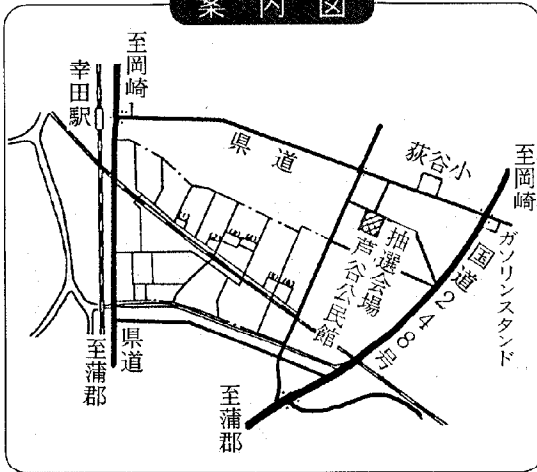 案内図
至岡崎
幸田駅
県道
荻谷小
至岡崎
ガソリンスタンド
国道248号
抽選会場
芦谷公民館
県道
至蒲郡
至蒲郡